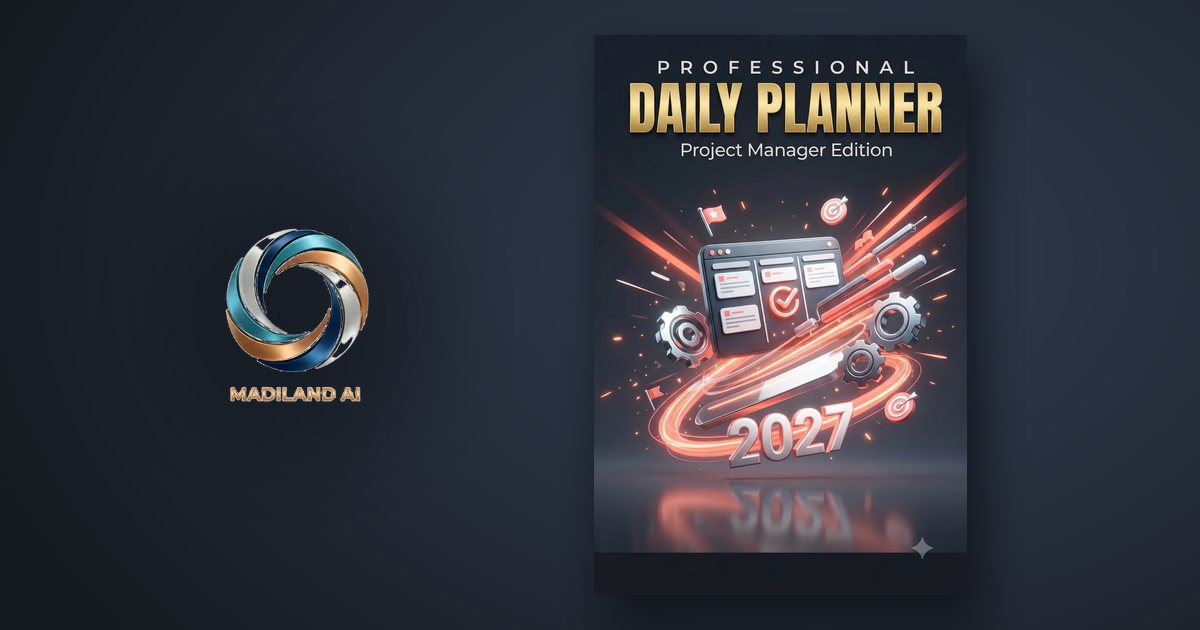 PROFESSIONAL
DAILY PLANNER
Project Manager Edition
2027
MADILAND AI